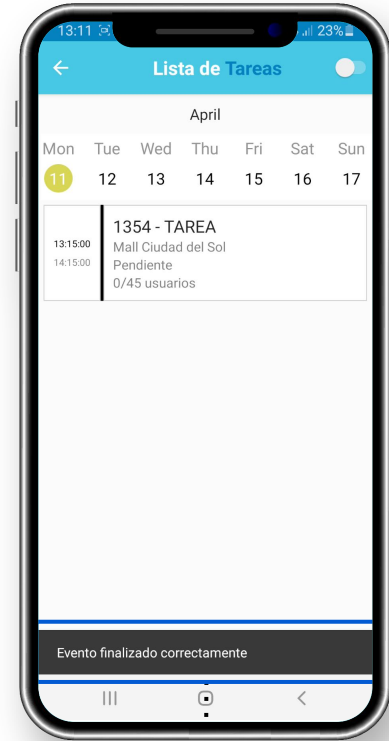 13:11 23%
Lista de Tareas
April
Mon Tue Wed Thu Fri Sat Sun
11 12 13 14 15 16 17
1354 - TAREA
13:15:00 Mall Ciudad del Sol
14:15:00 Pendiente
0/45 usuarios
Evento finalizado correctamente